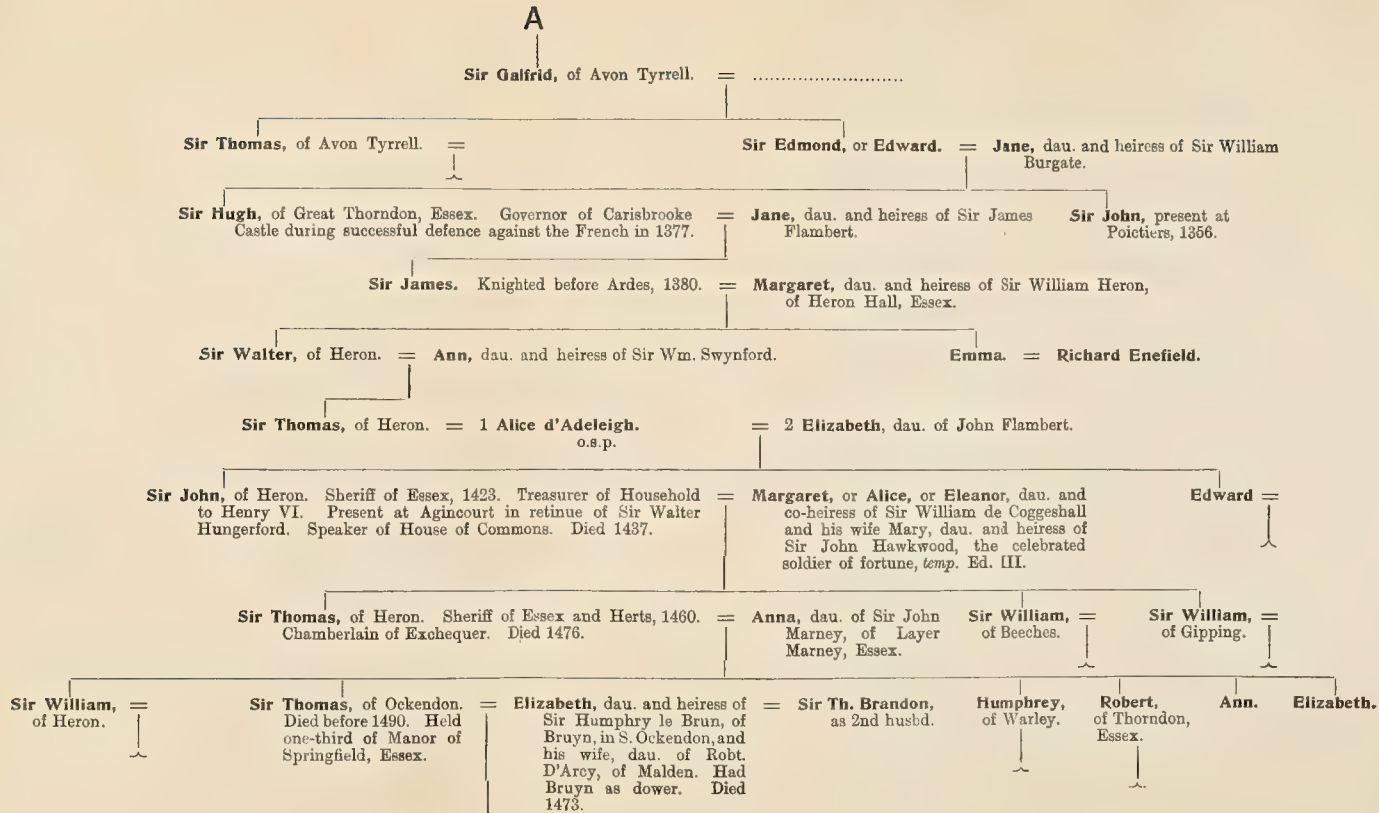 A
Sir Galfrid, of Avon Tyrrell. = ...........................
Sir Thomas, of Avon Tyrrell. =
Sir Edmond, or Edward. = Jane, dau. and heiress of Sir William
Burgate.
Sir Hugh, of Great Thorndon, Essex. Governor of Carisbrooke
Castle during successful defence against the French in 1377.
= Jane, dau. and heiress of Sir James
Flambert.
Sir John, present at
Poictiers, 1356.
Sir James. Knighted before Ardes, 1380. = Margaret, dau. and heiress of Sir William Heron,
of Heron Hall, Essex.
Sir Walter, of Heron. = Ann, dau. and heiress of Sir Wm. Swynford.
Emma. = Richard Enefield.
Sir Thomas, of Heron. = 1 Alice d'Adeleigh.
o.s.p.
= 2 Elizabeth, dau. of John Flambert.
Sir John, of Heron. Sheriff of Essex, 1423. Treasurer of Household
to Henry VI. Present at Agincourt in retinue of Sir Walter
Hungerford. Speaker of House of Commons. Died 1437.
= Margaret, or Alice, or Eleanor, dau. and
co-heiress of Sir William de Coggeshall
and his wife Mary, dau. and heiress of
Sir John Hawkwood, the celebrated
soldier of fortune, temp. Ed. III.
Edward =
Sir Thomas, of Heron. Sheriff of Essex and Herts, 1460.
Chamberlain of Exchequer. Died 1476.
= Anna, dau. of Sir John
Marney, of Layer
Marney, Essex.
Sir William, =
of Beeches.
Sir William, =
of Gipping.
Sir William, =
of Heron.
Sir Thomas, of Ockendon.
Died before 1490. Held
one-third of Manor of
Springfield, Essex.
= Elizabeth, dau. and heiress of
Sir Humphry le Brun, of
Bruyn, in S. Ockendon, and
his wife, dau. of Robt.
D'Arcy, of Malden. Had
Bruyn as dower. Died
1473.
= Sir Th. Brandon,
as 2nd husbd.
Humphrey,
of Warley.
Robert,
of Thorndon,
Essex.
Ann.
Elizabeth.